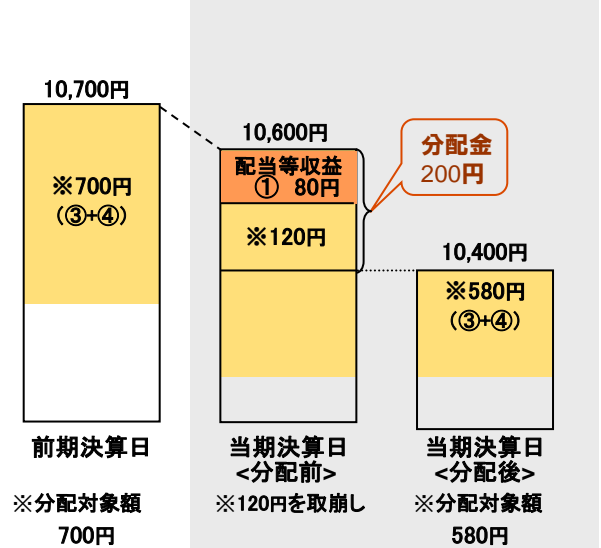 10,700円
※700円
（③+④）
前期決算日
※分配対象額
700円
10,600円
配当等収益
① 80円
※120円
当期決算日
<分配前>
※120円を取崩し
分配金
200円
10,400円
※580円
（③+④）
当期決算日
<分配後>
※分配対象額
580円